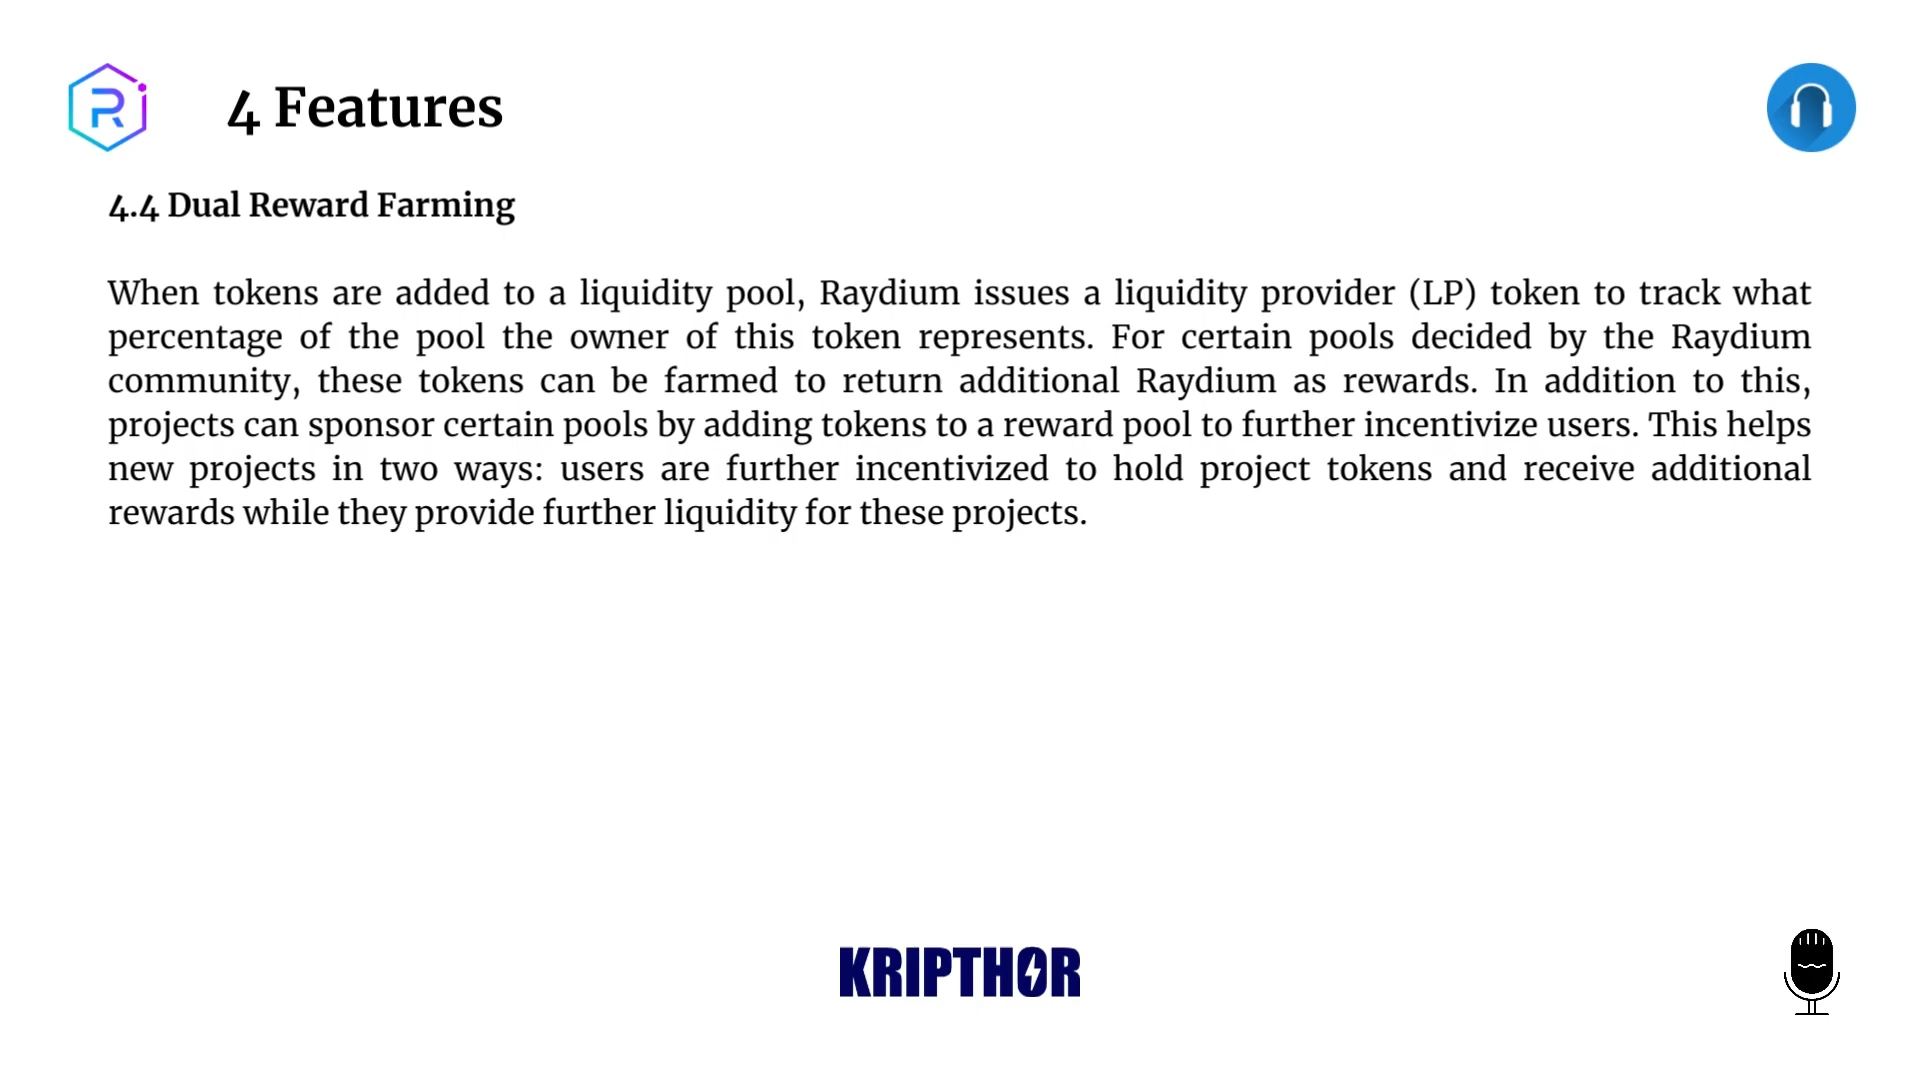 4 Features
4.4 Dual Reward Farming
When tokens are added to a liquidity pool, Raydium issues a liquidity provider (LP) token to track what
percentage of the pool the owner of this token represents. For certain pools decided by the Raydium
community, these tokens can be farmed to return additional Raydium as rewards. In addition to this,
projects can sponsor certain pools by adding tokens to a reward pool to further incentivize users. This helps
new projects in two ways: users are further incentivized to hold project tokens and receive additional
rewards while they provide further liquidity for these projects.
KRIPTHOR